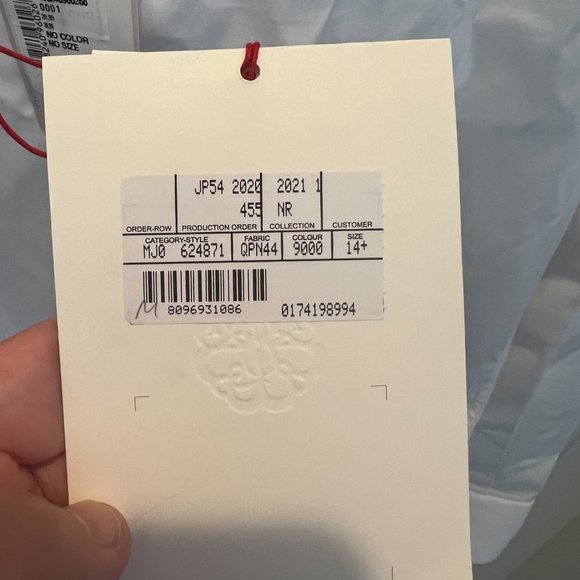 0001
NO COLOR
NO SIZE
JP54 2020 2021 1
455 NR
ORDER-ROW PRODUCTION ORDER COLLECTION CUSTOMER
CATEGORY-STYLE FABRIC COLOUR SIZE
MJ0 624871 QPN44 9000 14+
M 8096931086 0174198994